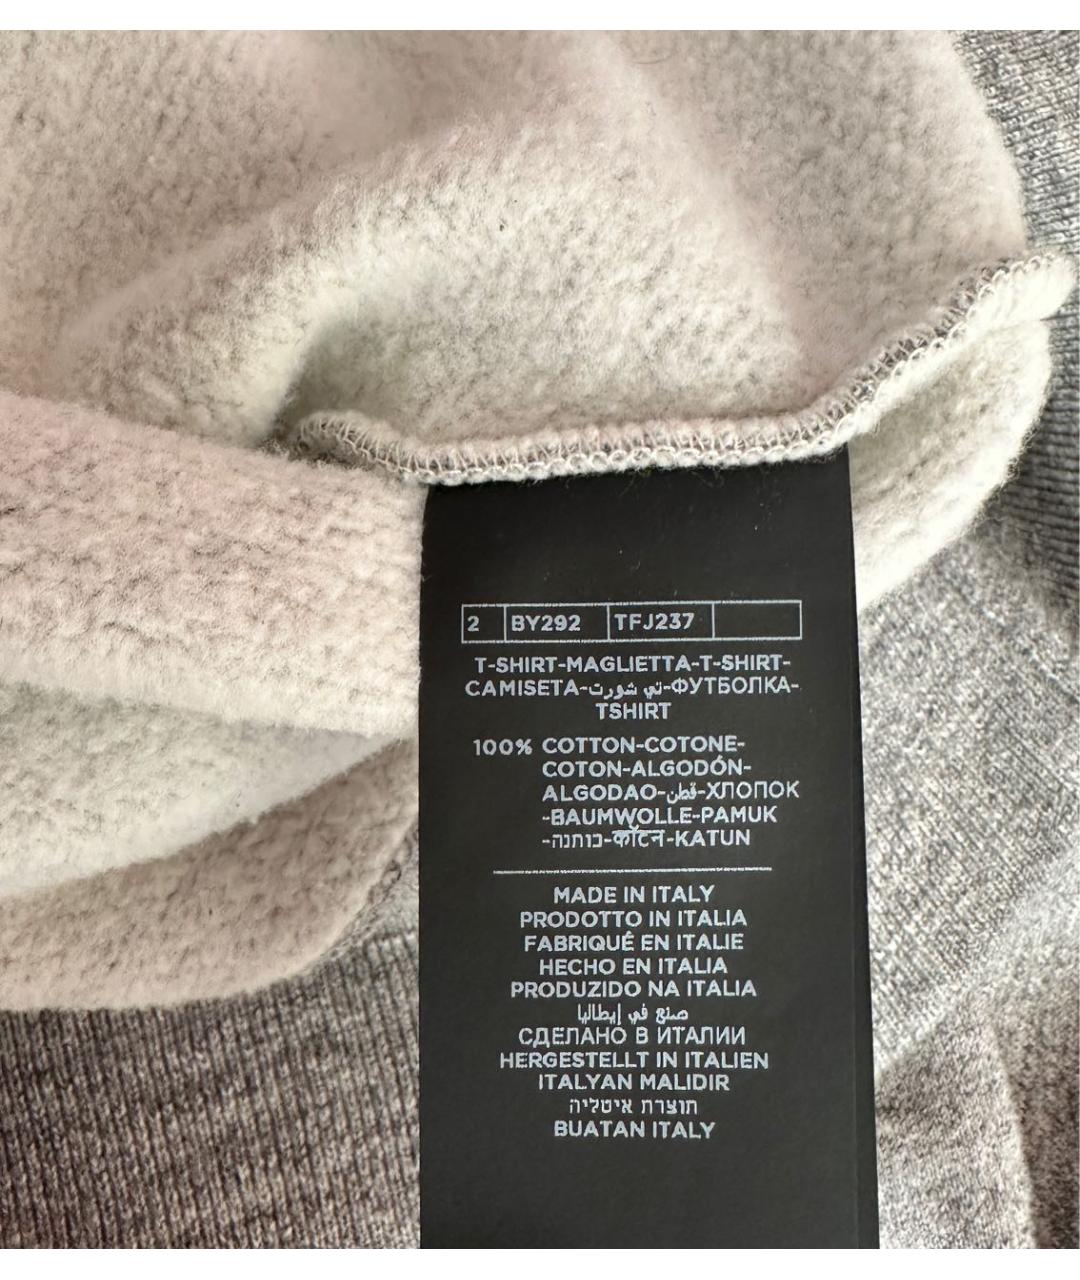 2 BY292 TFJ237
T-SHIRT-MAGLIETTA-T-SHIRT-
CAMISETA-تي شورت-ФУТБОЛКА-
TSHIRT
100% COTTON-COTONE-
COTON-ALGODÓN-
ALGODAO-قطن-ХЛОПОК
-BAUMWOLLE-PAMUK
-כותנה-कॉटन-KATUN
MADE IN ITALY
PRODOTTO IN ITALIA
FABRIQUÉ EN ITALIE
HECHO EN ITALIA
PRODUZIDO NA ITALIA
صنع في إيطاليا
СДЕЛАНО В ИТАЛИИ
HERGESTELLT IN ITALIEN
ITALYAN MALIDIR
תוצרת איטליה
BUATAN ITALY